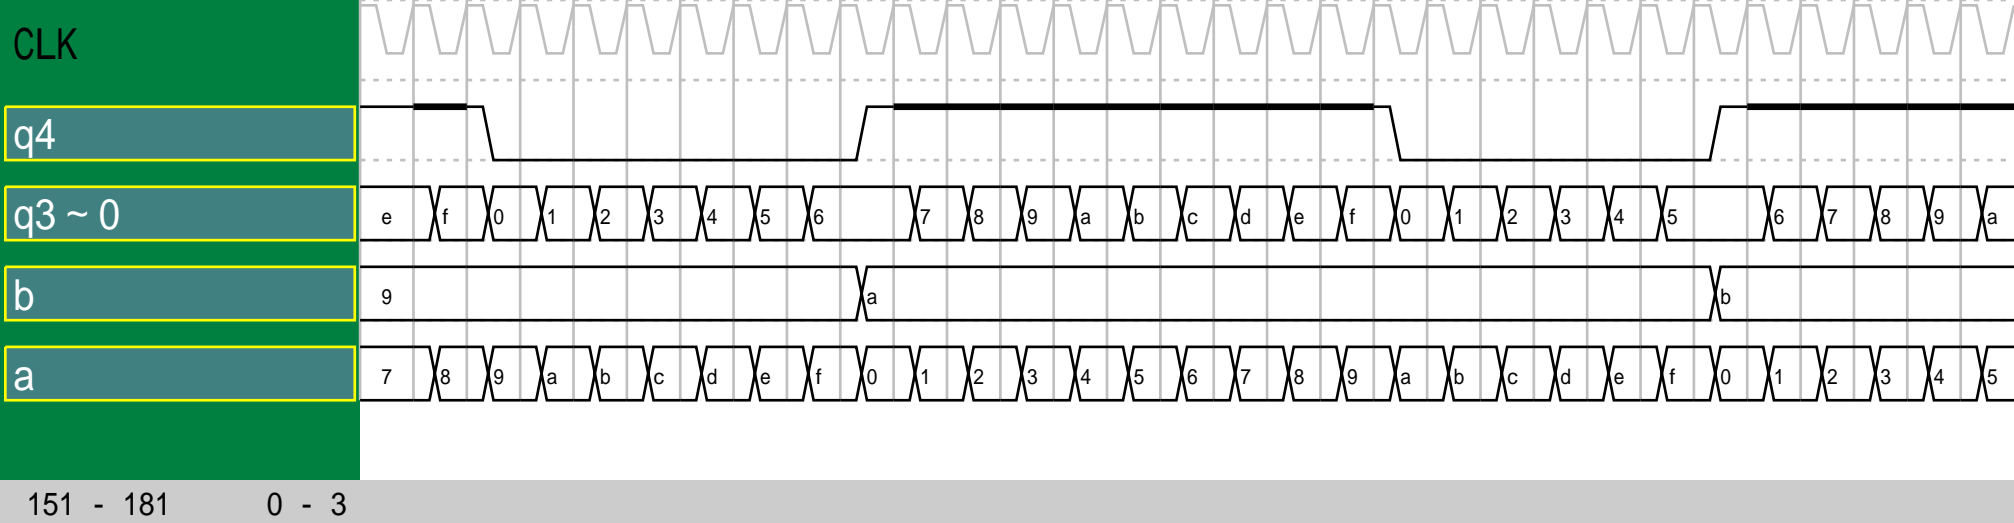 CLK
q4
q3 ~ 0 e f 0 1 2 3 4 5 6 7 8 9 a b c d e f 0 1 2 3 4 5 6 7 8 9 a
b 9 a b
a 7 8 9 a b c d e f 0 1 2 3 4 5 6 7 8 9 a b c d e f 0 1 2 3 4 5
151 - 181 0 - 3